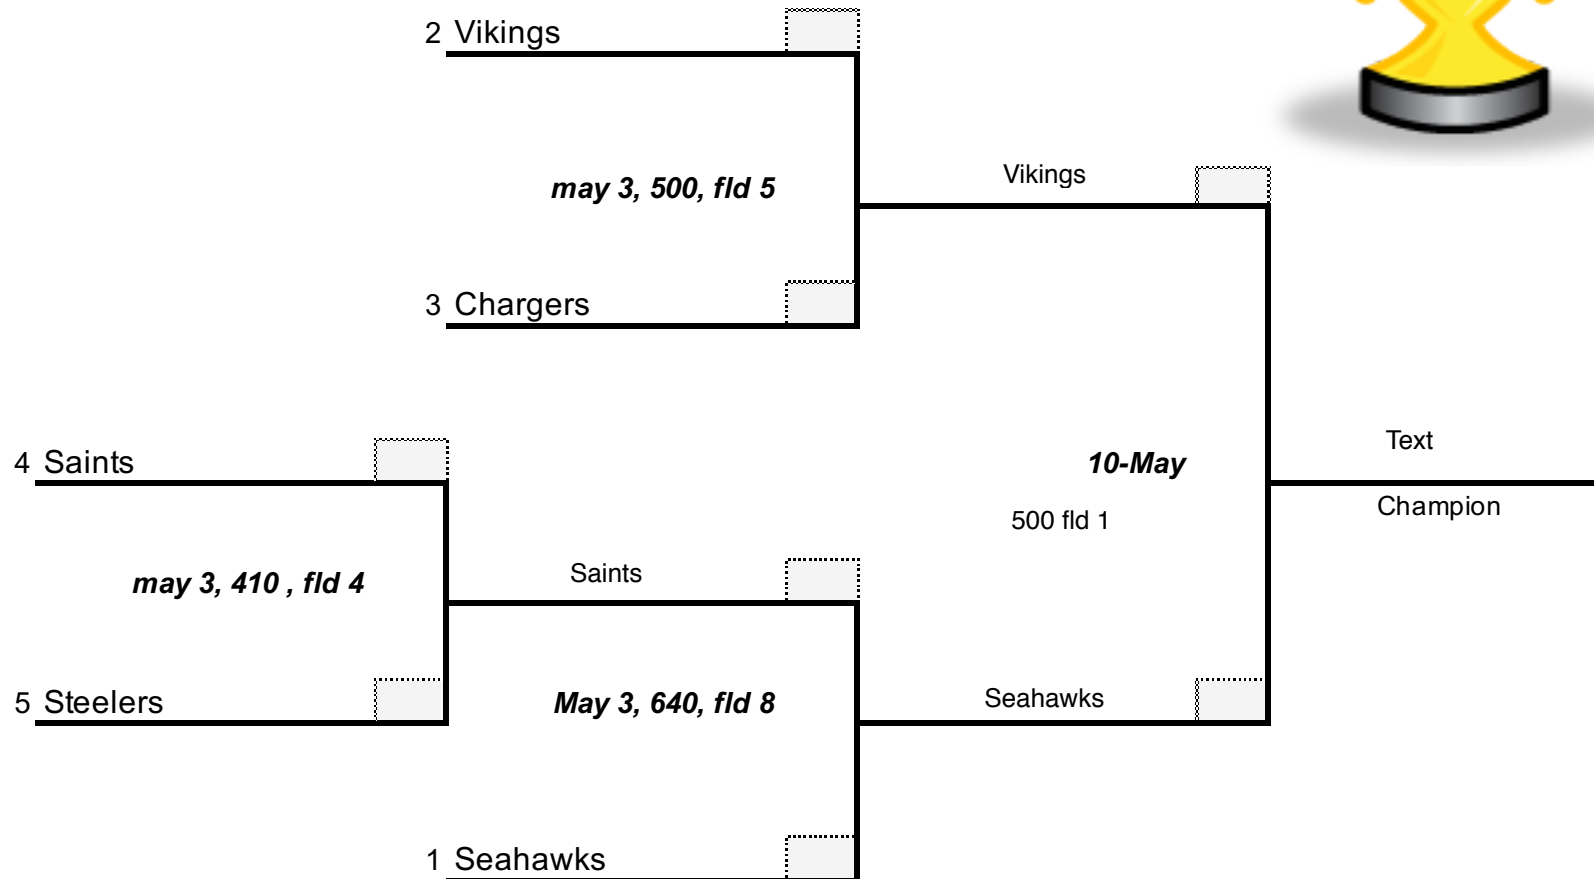 2 Vikings
may 3, 500, fld 5
Vikings
3 Chargers
4 Saints
10-May
Text
Champion
500 fld 1
may 3, 410 , fld 4
Saints
5 Steelers
May 3, 640, fld 8
Seahawks
1 Seahawks